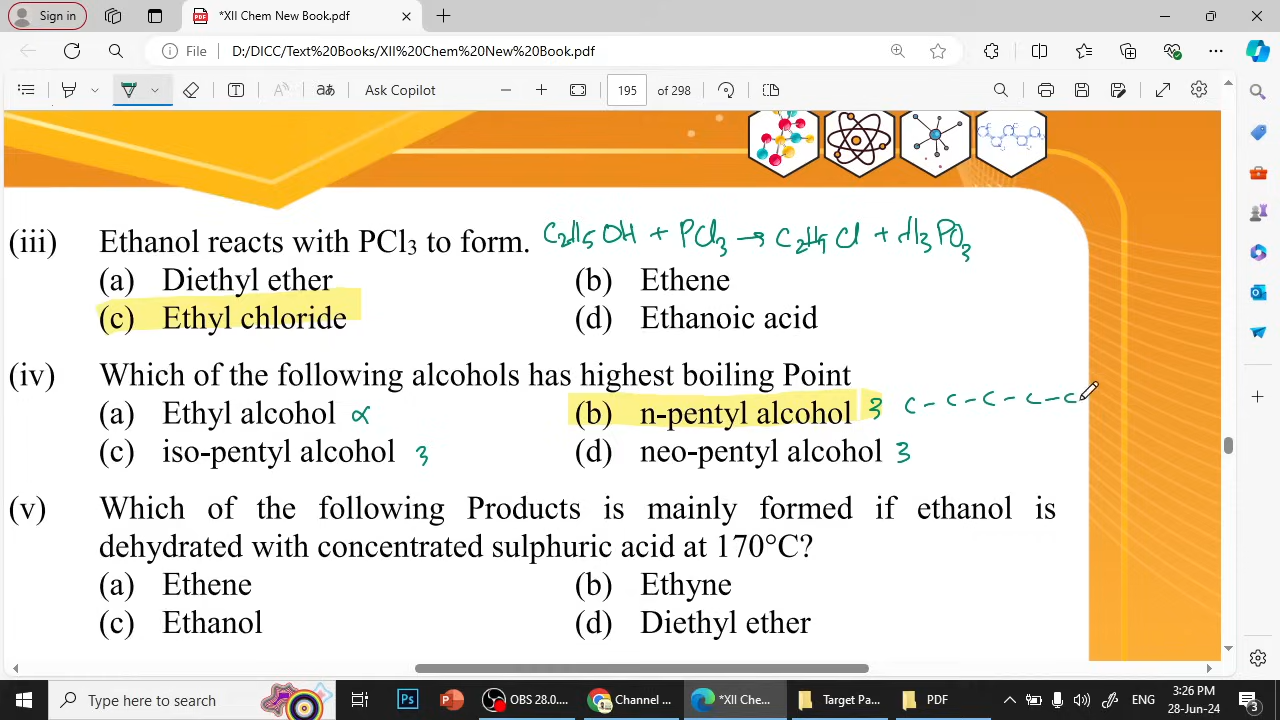 Sign in
*XII Chem New Book.pdf
File D:/DICC/Text%20Books/XII%20Chem%20New%20Book.pdf
Ask Copilot
195 of 298
(iii) Ethanol reacts with PCl₃ to form. C₂H₅OH + PCl₃ → C₂H₅Cl + H₃PO₃
(a) Diethyl ether (b) Ethene
(c) Ethyl chloride (d) Ethanoic acid
(iv) Which of the following alcohols has highest boiling Point
(a) Ethyl alcohol (b) n-pentyl alcohol C - C - C - C - C
(c) iso-pentyl alcohol (d) neo-pentyl alcohol
(v) Which of the following Products is mainly formed if ethanol is
dehydrated with concentrated sulphuric acid at 170°C?
(a) Ethene (b) Ethyne
(c) Ethanol (d) Diethyl ether
Type here to search
Ps
OBS 28.0....
Channel ...
*XII Che...
Target Pa...
PDF
ENG
3:26 PM
28-Jun-24
3